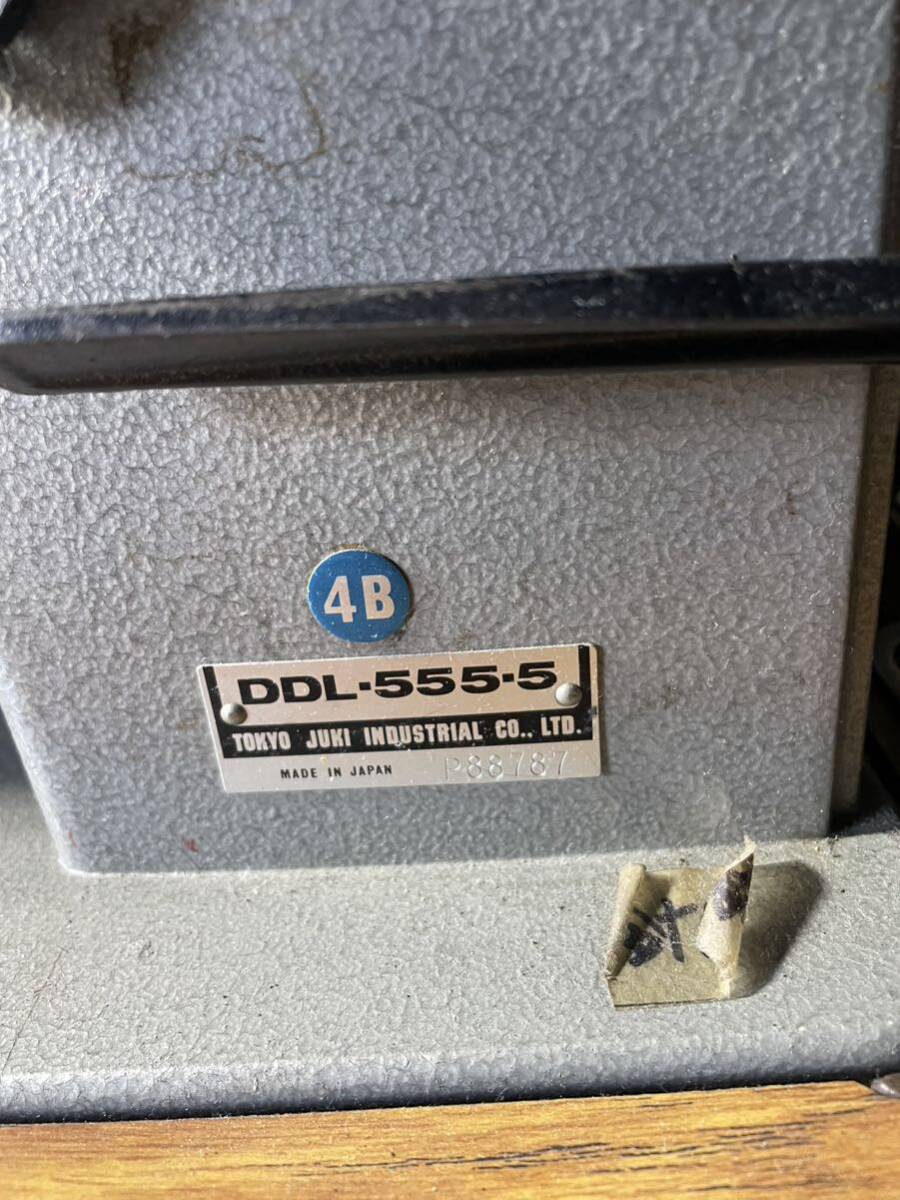 4B
DDL-555-5
TOKYO JUKI INDUSTRIAL CO., LTD.
MADE IN JAPAN P88787